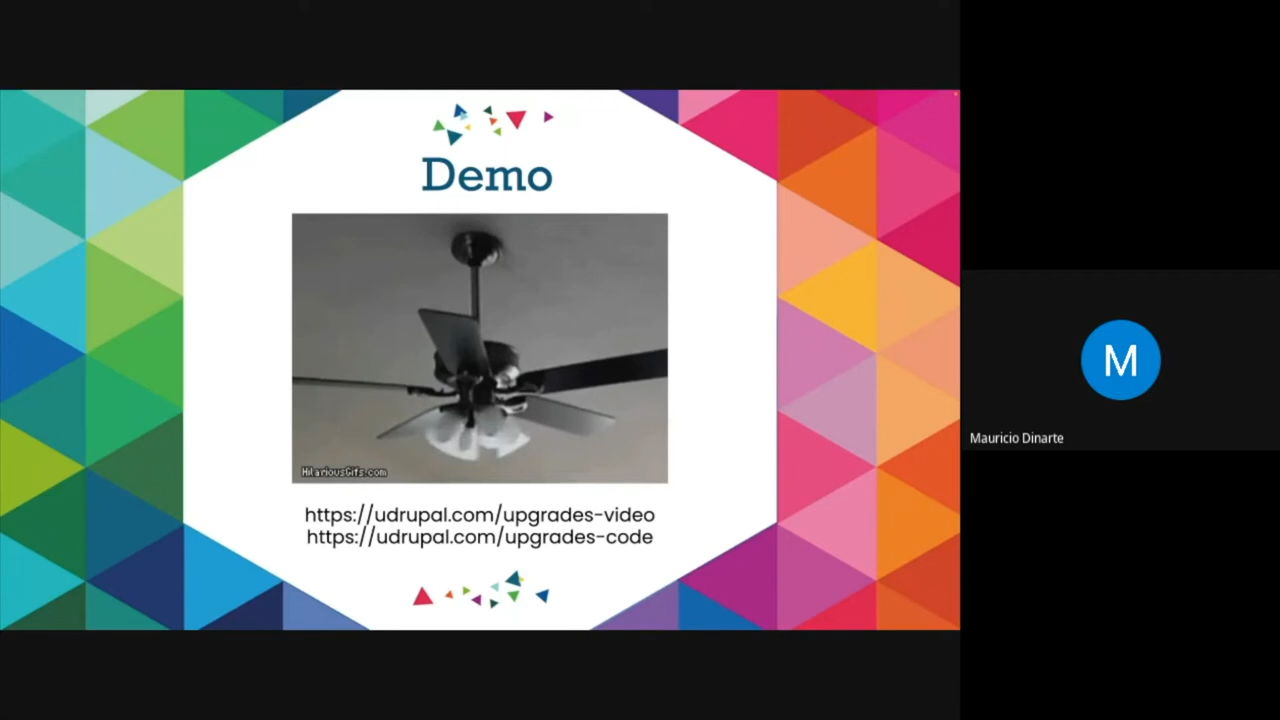 Demo
HilariousGifs.com
https://udrupal.com/upgrades-video
https://udrupal.com/upgrades-code
M
Mauricio Dinarte